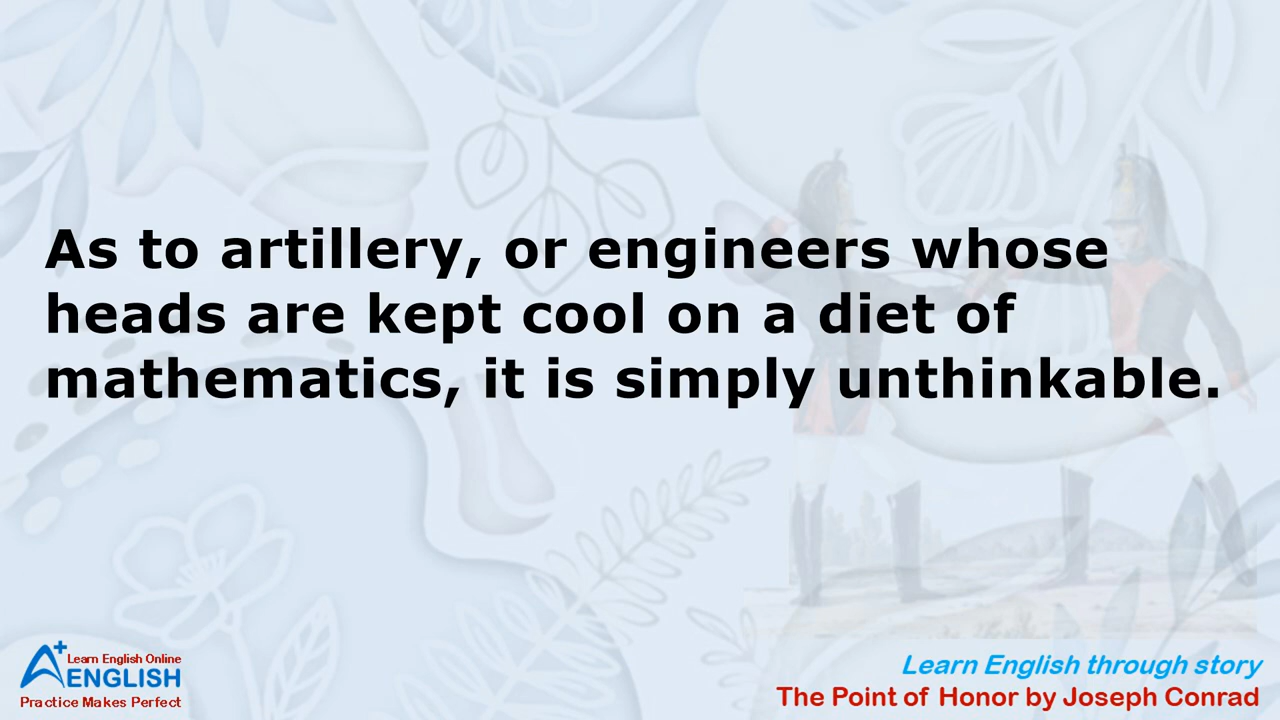 As to artillery, or engineers whose
heads are kept cool on a diet of
mathematics, it is simply unthinkable.
A+ Learn English Online
ENGLISH
Practice Makes Perfect
Learn English through story
The Point of Honor by Joseph Conrad